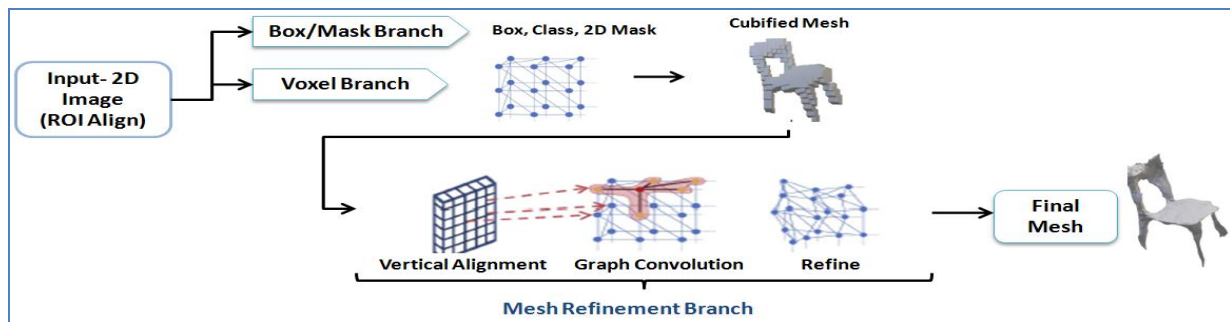 Input- 2D
Image
(ROI Align)
Box/Mask Branch
Voxel Branch
Box, Class, 2D Mask
Cubified Mesh
Vertical Alignment
Graph Convolution
Refine
Final
Mesh
Mesh Refinement Branch